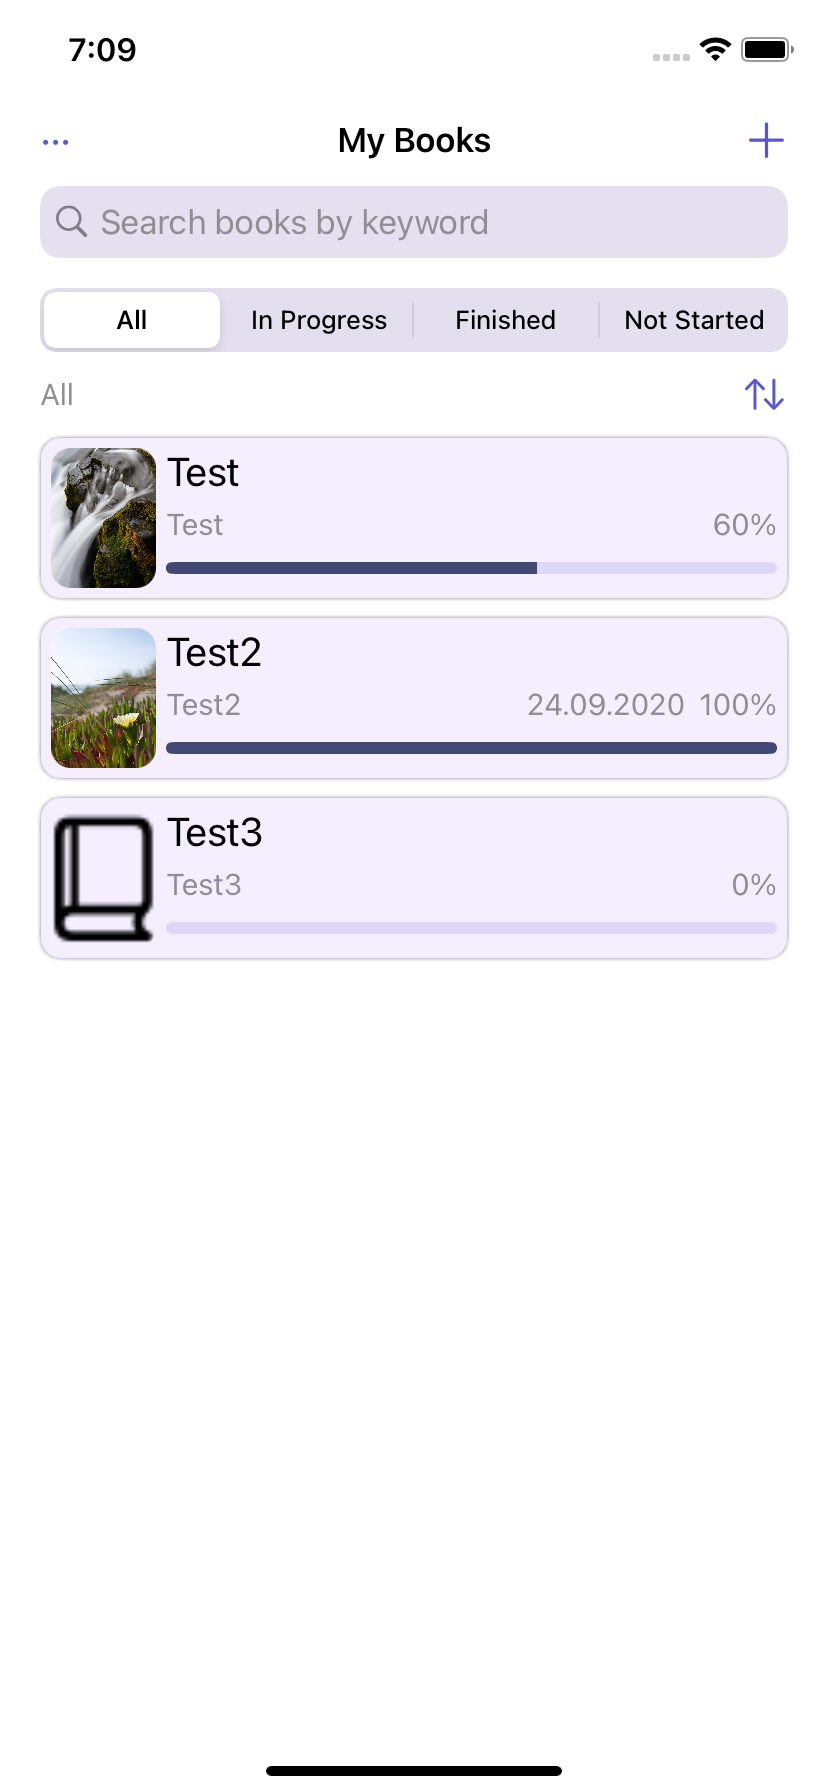 7:09
... My Books
Search books by keyword
All In Progress Finished Not Started
All
Test
Test 60%
Test2
Test2 24.09.2020 100%
Test3
Test3 0%